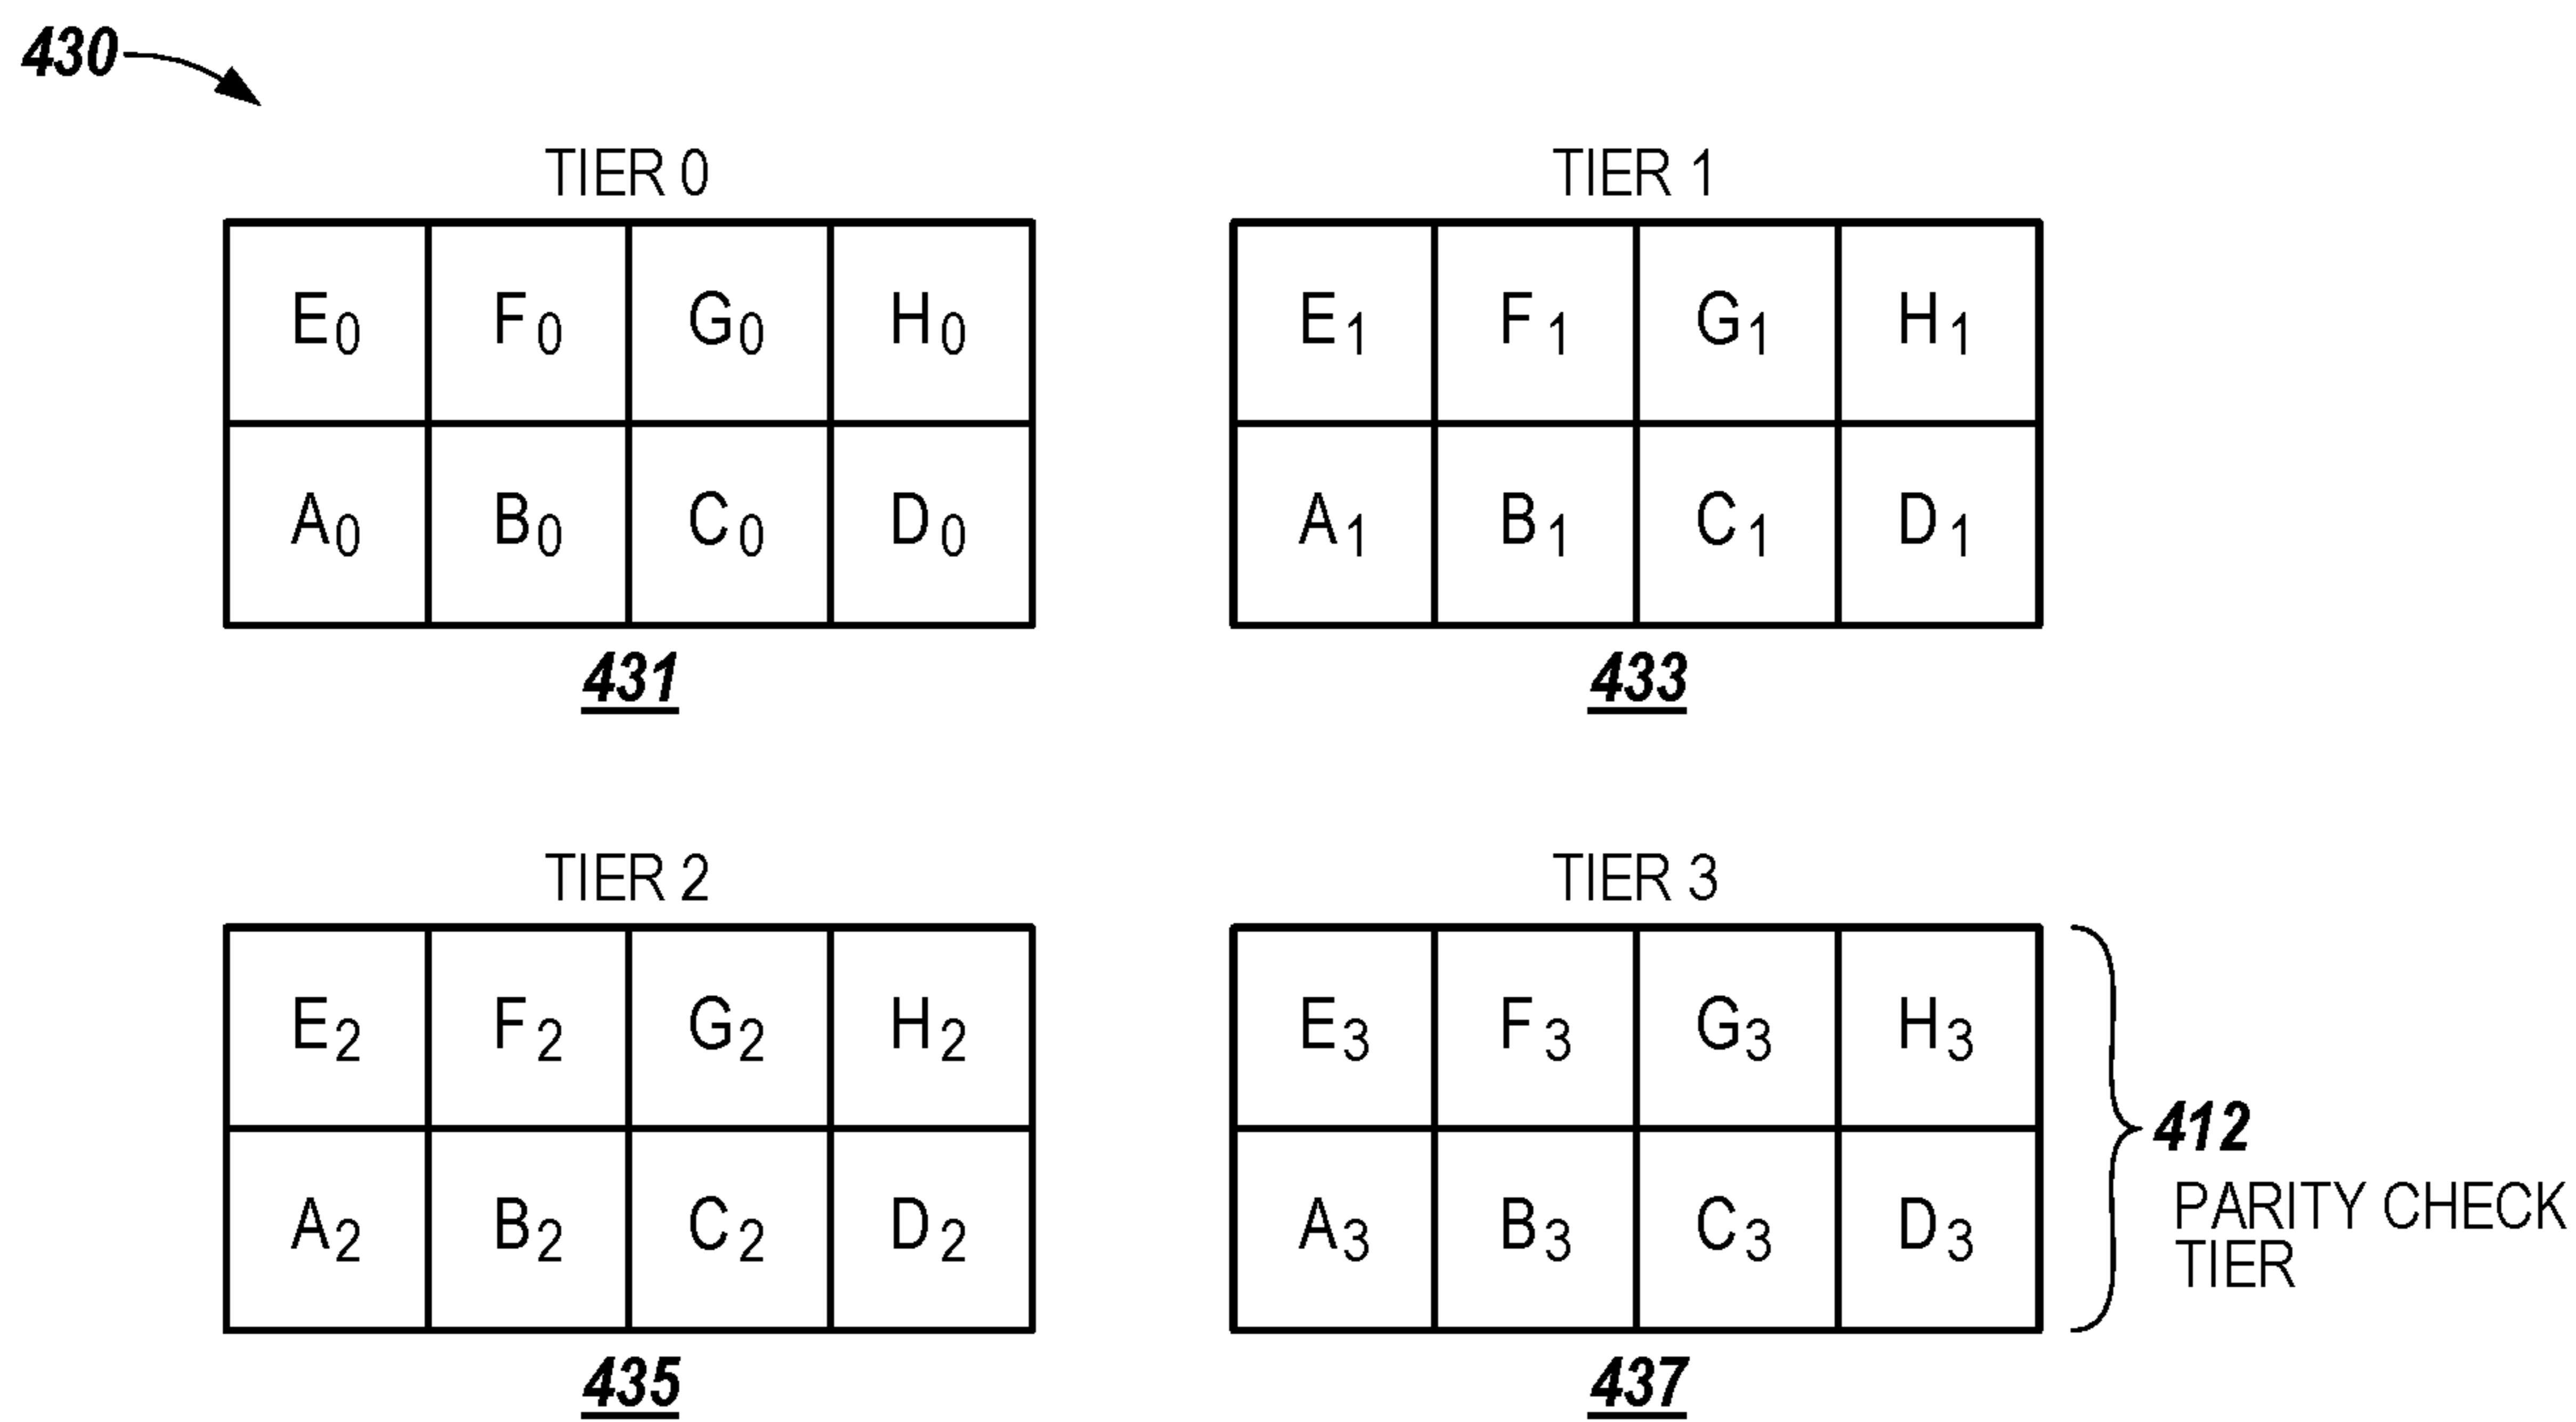 430
TIER 0
E0 F0 G0 H0
A0 B0 C0 D0
431
TIER 1
E1 F1 G1 H1
A1 B1 C1 D1
433
TIER 2
E2 F2 G2 H2
A2 B2 C2 D2
435
TIER 3
E3 F3 G3 H3
A3 B3 C3 D3
437
412
PARITY CHECK
TIER